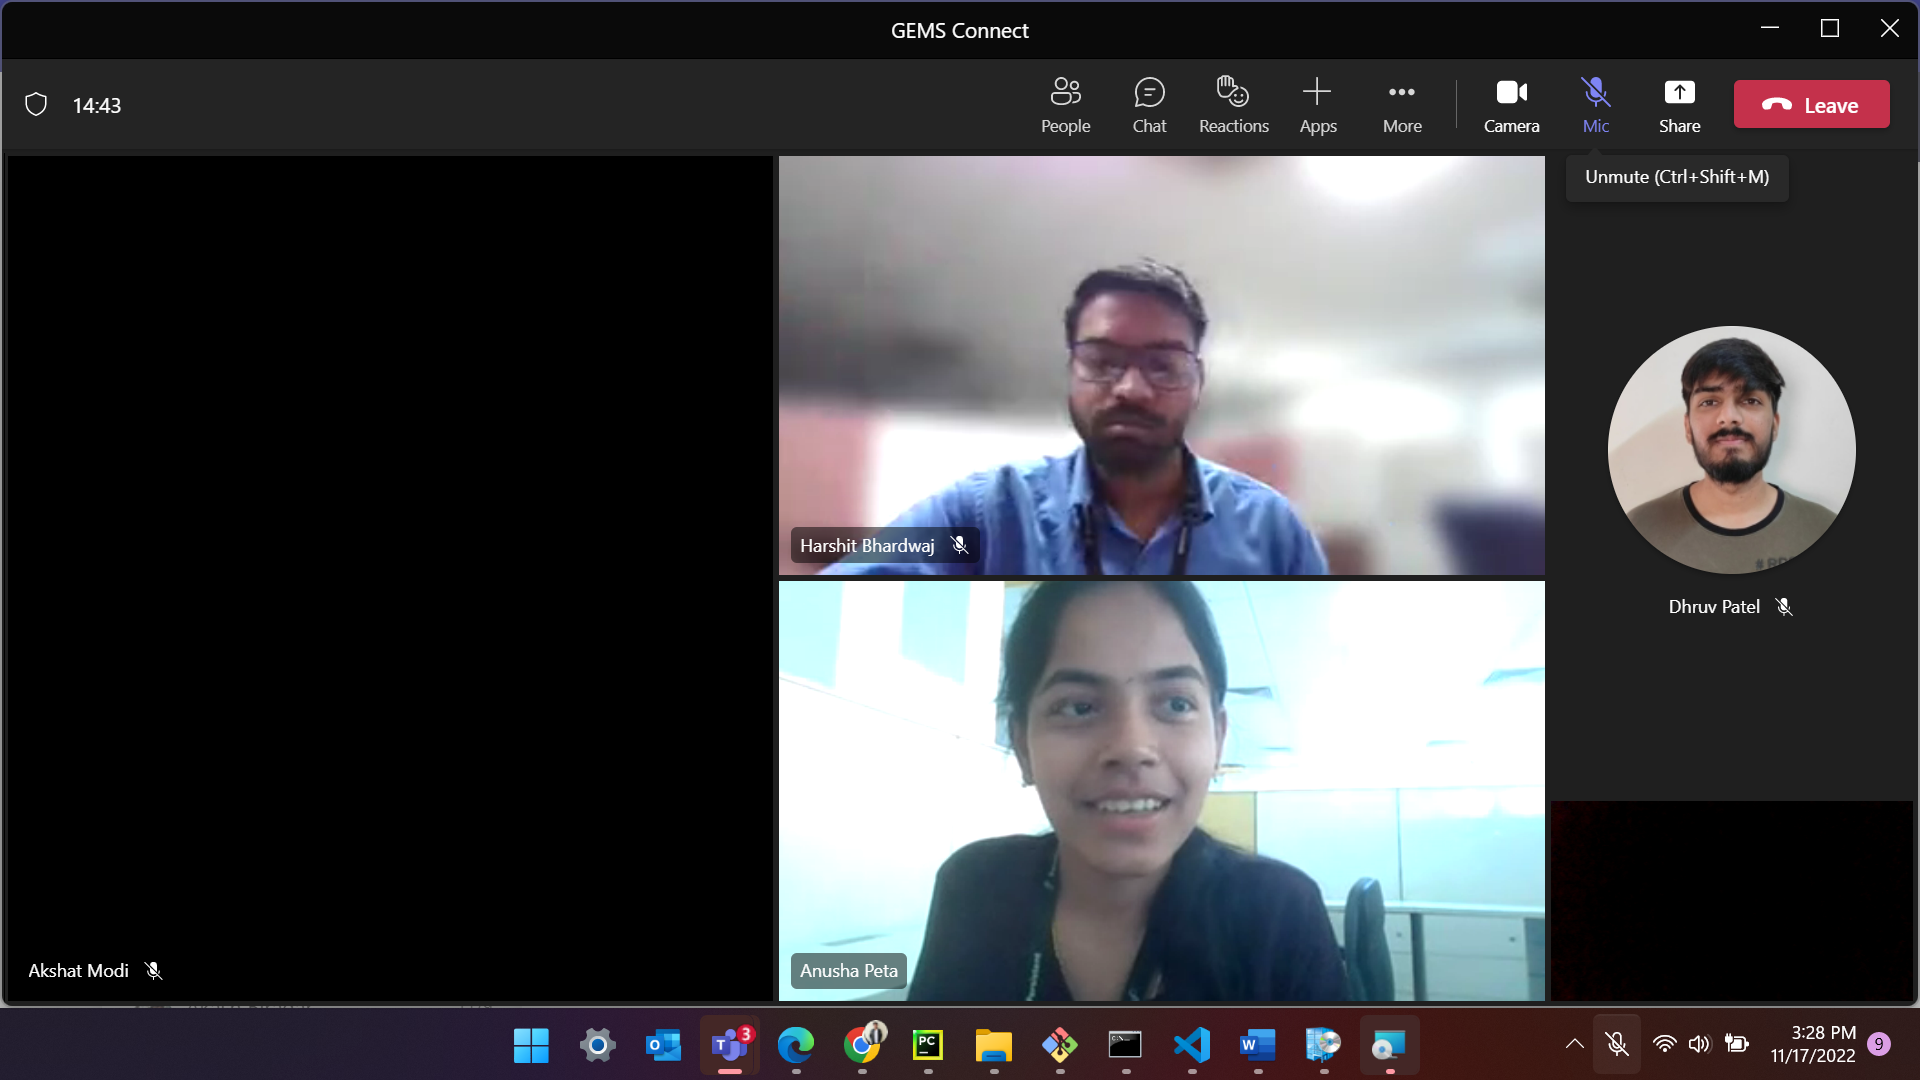 GEMS Connect
14:43
People
Chat
Reactions
Apps
More
Camera
Mic
Share
Leave
Unmute (Ctrl+Shift+M)
Harshit Bhardwaj
Dhruv Patel
Akshat Modi
Anusha Peta
3
PC
W
3:28 PM
11/17/2022
9